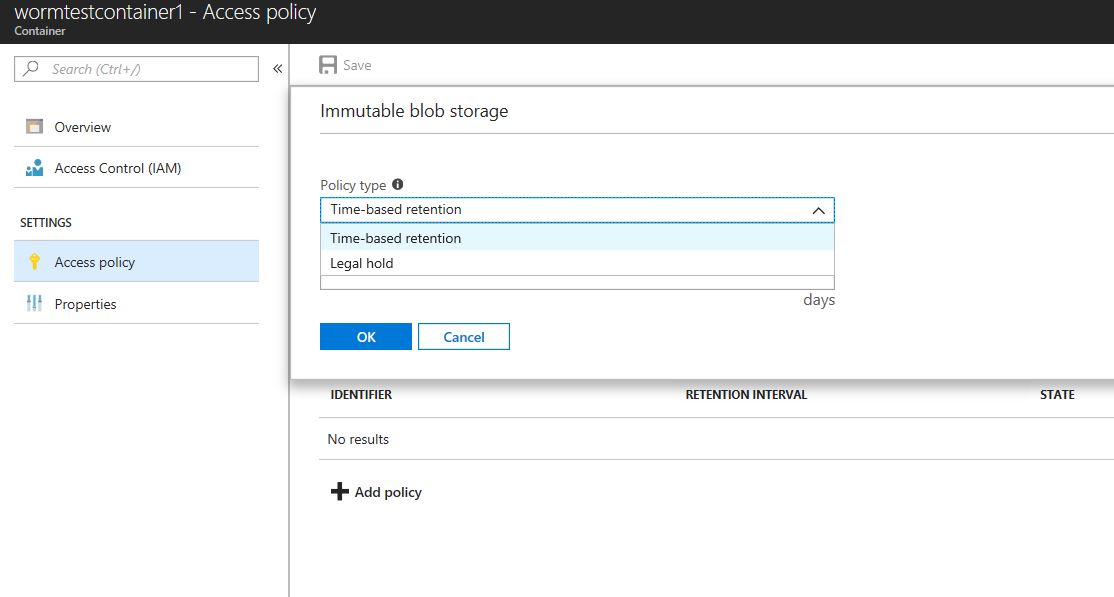 wormtestcontainer1 - Access policy
Container
Search (Ctrl+/)
«
Save
Overview
Access Control (IAM)
SETTINGS
Access policy
Properties
Immutable blob storage
Policy type
Time-based retention
Time-based retention
Legal hold
days
OK Cancel
IDENTIFIER RETENTION INTERVAL STATE
No results
Add policy